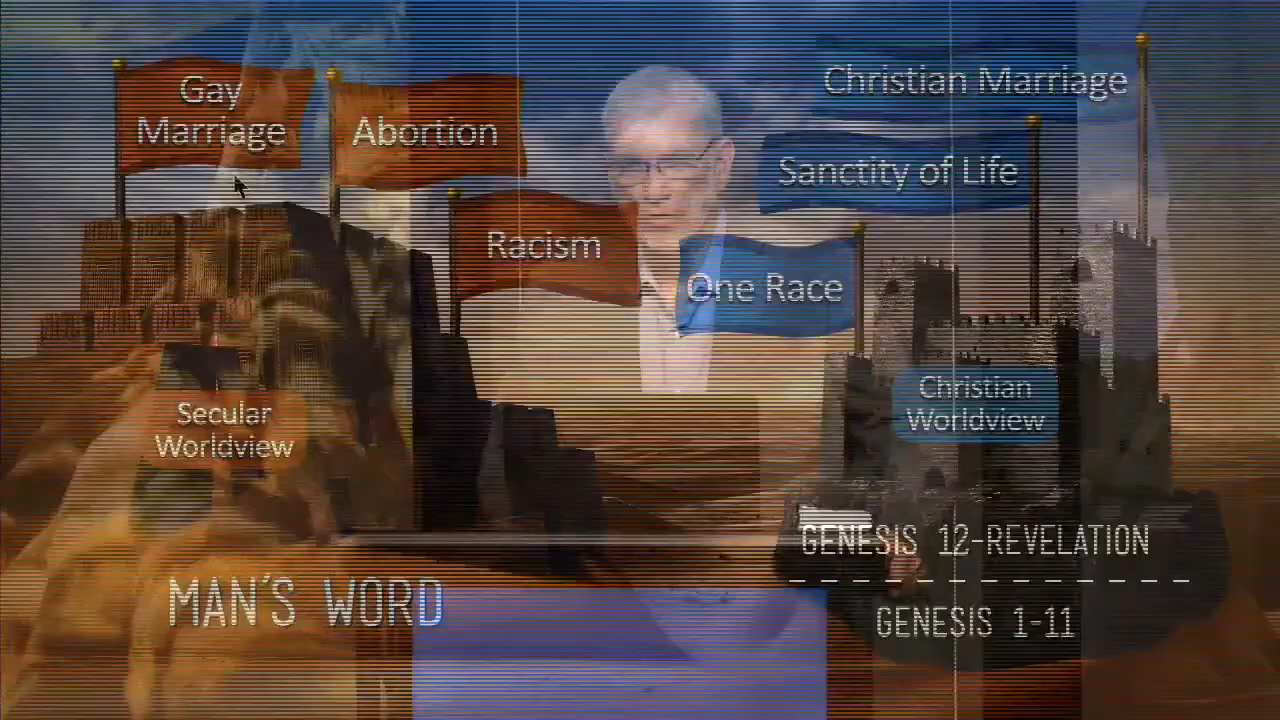 Gay
Marriage
Abortion
Racism
Christian Marriage
Sanctity of Life
One Race
Secular
Worldview
Christian
Worldview
MAN'S WORD
GENESIS 12-REVELATION
GENESIS 1-11